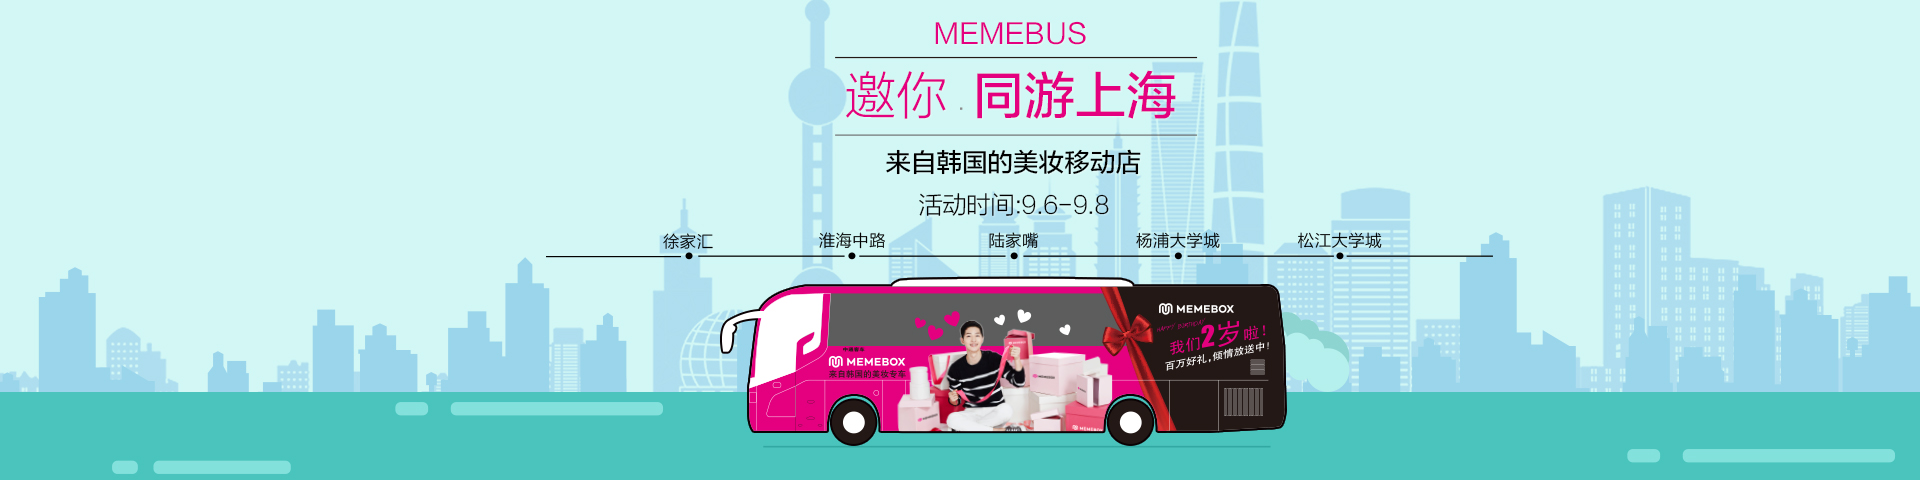 MEMEBUS
邀你.同游上海
来自韩国的美妆移动店
活动时间:9.6-9.8
徐家汇
淮海中路
陆家嘴
杨浦大学城
松江大学城
MEMEBOX
来自韩国的美妆专车
MEMEBOX
HAPPY BIRTHDAY
我们2岁啦!
百万好礼,倾情放送中!
MEMEBOX